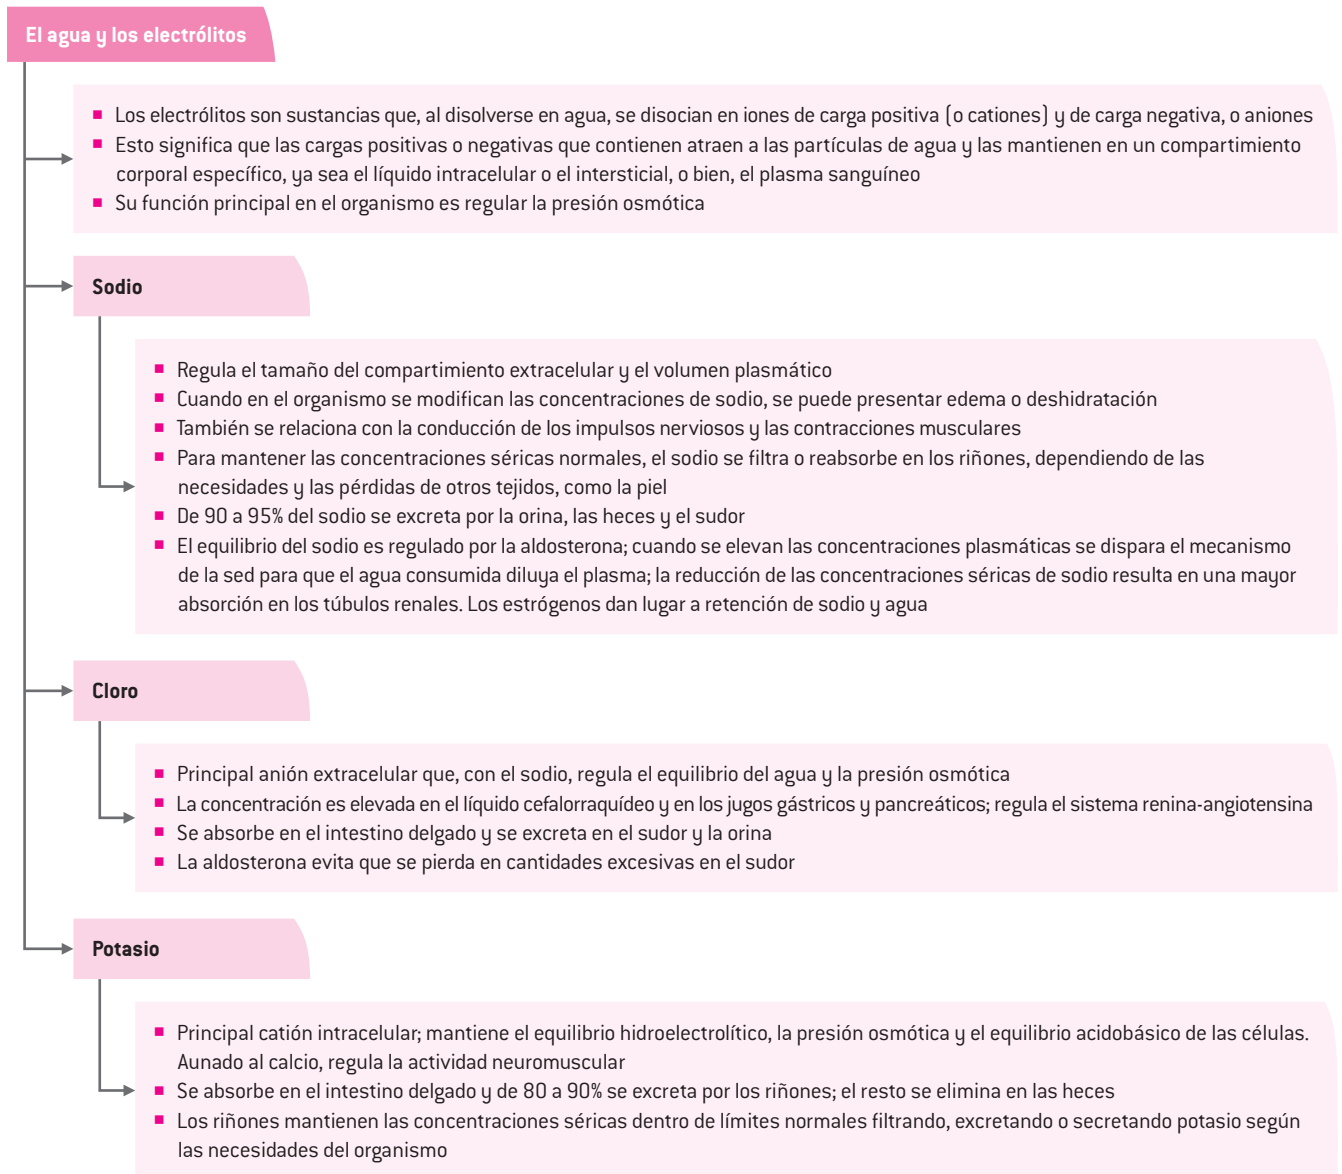 El agua y los electrólitos
Los electrólitos son sustancias que, al disolverse en agua, se disocian en iones de carga positiva (o cationes) y de carga negativa, o aniones
Esto significa que las cargas positivas o negativas que contienen atraen a las partículas de agua y las mantienen en un compartimiento
corporal específico, ya sea el líquido intracelular o el intersticial, o bien, el plasma sanguíneo
Su función principal en el organismo es regular la presión osmótica
Sodio
Regula el tamaño del compartimiento extracelular y el volumen plasmático
Cuando en el organismo se modifican las concentraciones de sodio, se puede presentar edema o deshidratación
También se relaciona con la conducción de los impulsos nerviosos y las contracciones musculares
Para mantener las concentraciones séricas normales, el sodio se filtra o reabsorbe en los riñones, dependiendo de las
necesidades y las pérdidas de otros tejidos, como la piel
De 90 a 95% del sodio se excreta por la orina, las heces y el sudor
El equilibrio del sodio es regulado por la aldosterona; cuando se elevan las concentraciones plasmáticas se dispara el mecanismo
de la sed para que el agua consumida diluya el plasma; la reducción de las concentraciones séricas de sodio resulta en una mayor
absorción en los túbulos renales. Los estrógenos dan lugar a retención de sodio y agua
Cloro
Principal anión extracelular que, con el sodio, regula el equilibrio del agua y la presión osmótica
La concentración es elevada en el líquido cefalorraquídeo y en los jugos gástricos y pancreáticos; regula el sistema renina-angiotensina
Se absorbe en el intestino delgado y se excreta en el sudor y la orina
La aldosterona evita que se pierda en cantidades excesivas en el sudor
Potasio
Principal catión intracelular; mantiene el equilibrio hidroelectrolítico, la presión osmótica y el equilibrio acidobásico de las células.
Aunado al calcio, regula la actividad neuromuscular
Se absorbe en el intestino delgado y de 80 a 90% se excreta por los riñones; el resto se elimina en las heces
Los riñones mantienen las concentraciones séricas dentro de límites normales filtrando, excretando o secretando potasio según
las necesidades del organismo